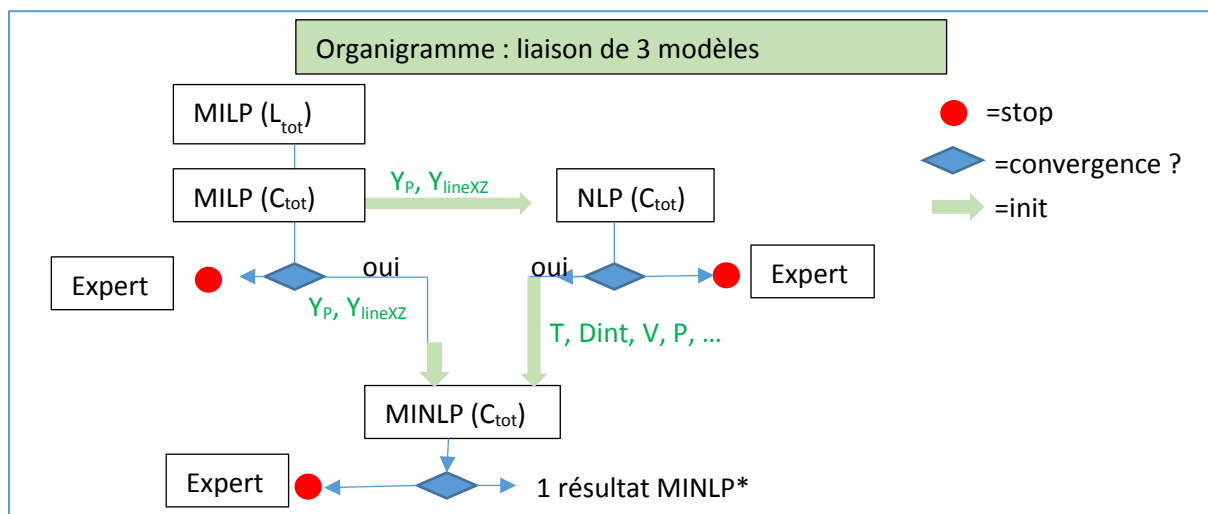 Organigramme : liaison de 3 modèles
MILP (Ltot)
=stop
=convergence ?
MILP (Ctot)
YP, YlineXZ
NLP (Ctot)
=init
Expert
oui
oui
Expert
YP, YlineXZ
T, Dint, V, P, ...
MINLP (Ctot)
Expert
1 résultat MINLP*